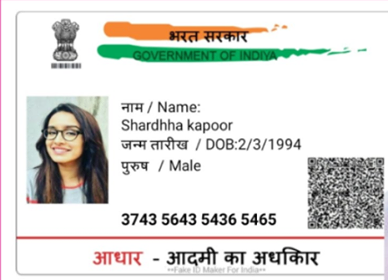 भरत सरकार
GOVERNMENT OF INDIYA
नाम / Name:
Shardhha kapoor
जन्म तारीख / DOB:2/3/1994
पुरुष / Male
3743 5643 5436 5465
आधार - आदमी का अधकिार
**Fake ID Maker For India**